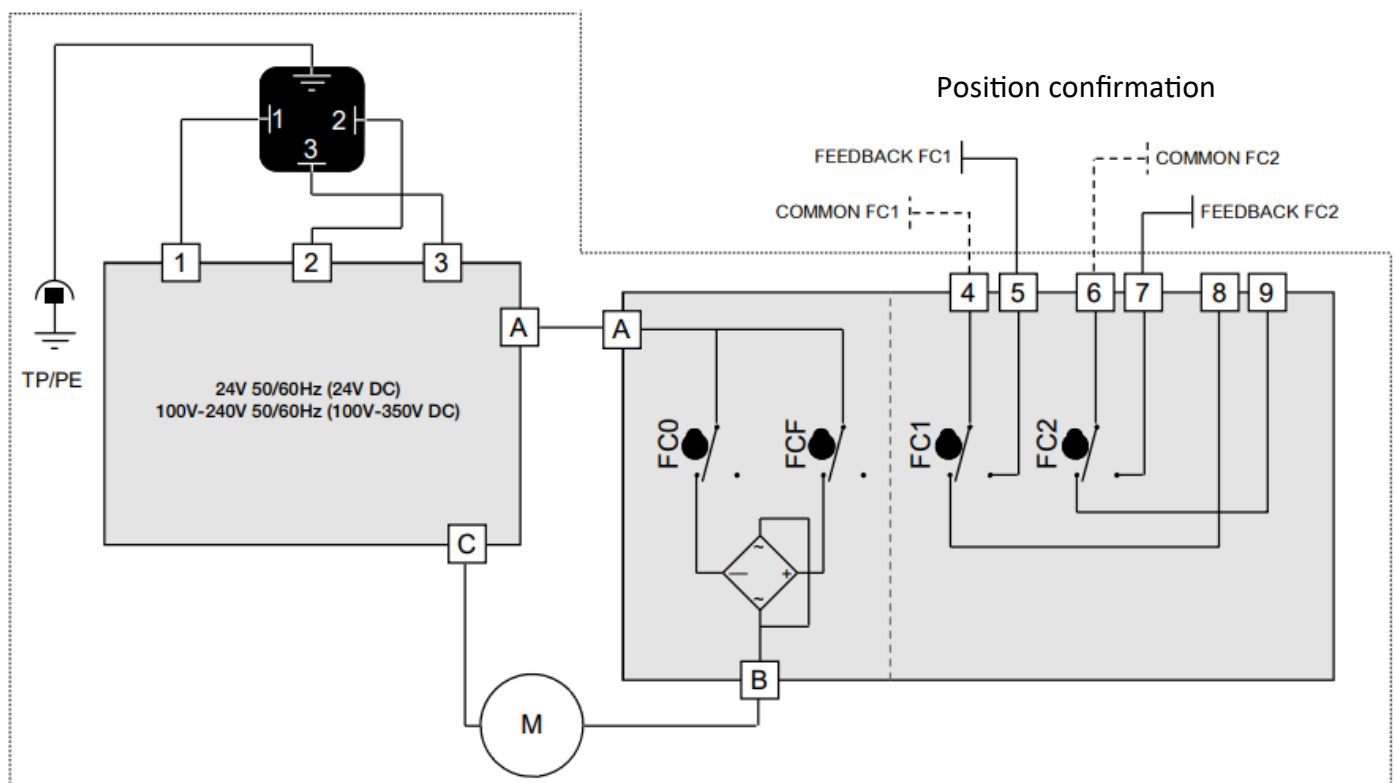 Position confirmation
1
2
3
FEEDBACK FC1
COMMON FC2
COMMON FC1
FEEDBACK FC2
1
2
3
4
5
6
7
8
9
A
A
TP/PE
24V 50/60Hz (24V DC)
100V-240V 50/60Hz (100V-350V DC)
FC0
FCF
FC1
FC2
~
— +
~
C
B
M